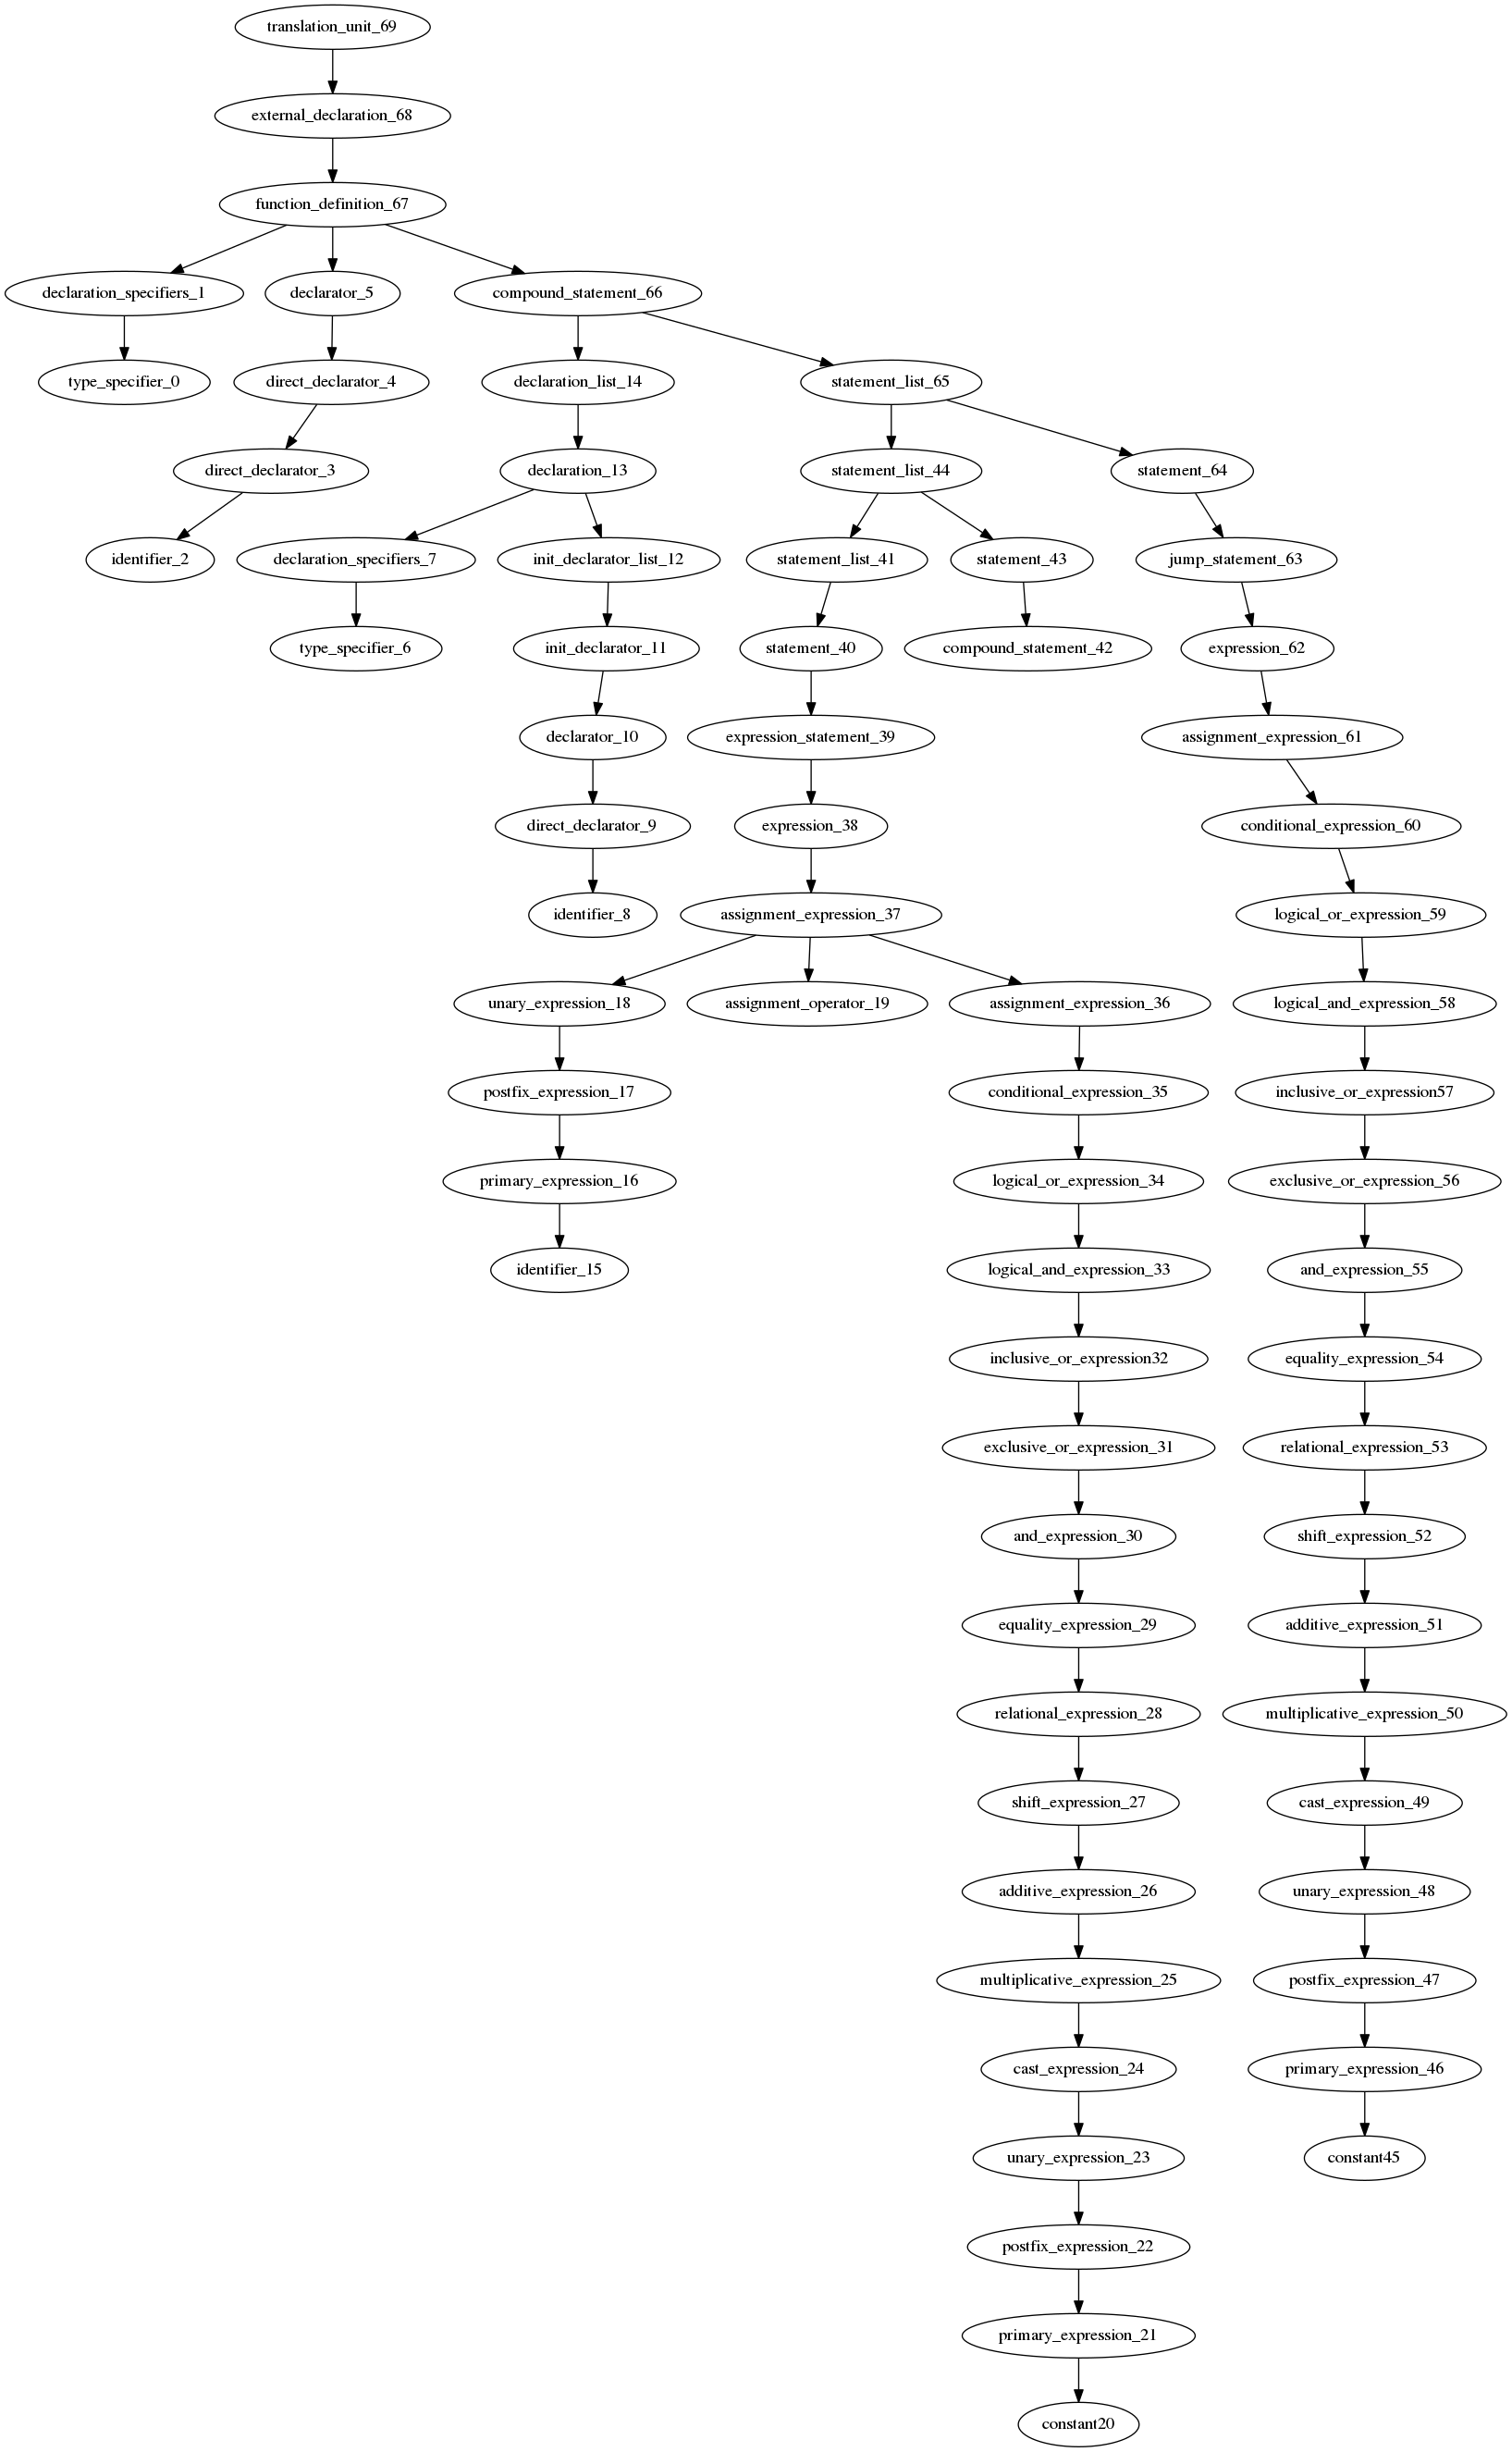 translation_unit_69
external_declaration_68
function_definition_67
declaration_specifiers_1
declarator_5
compound_statement_66
type_specifier_0
direct_declarator_4
declaration_list_14
statement_list_65
direct_declarator_3
declaration_13
statement_list_44
statement_64
identifier_2
declaration_specifiers_7
init_declarator_list_12
statement_list_41
statement_43
jump_statement_63
type_specifier_6
init_declarator_11
statement_40
compound_statement_42
expression_62
declarator_10
expression_statement_39
assignment_expression_61
direct_declarator_9
expression_38
conditional_expression_60
identifier_8
assignment_expression_37
logical_or_expression_59
unary_expression_18
assignment_operator_19
assignment_expression_36
logical_and_expression_58
postfix_expression_17
conditional_expression_35
inclusive_or_expression57
primary_expression_16
logical_or_expression_34
exclusive_or_expression_56
identifier_15
logical_and_expression_33
and_expression_55
inclusive_or_expression32
equality_expression_54
exclusive_or_expression_31
relational_expression_53
and_expression_30
shift_expression_52
equality_expression_29
additive_expression_51
relational_expression_28
multiplicative_expression_50
shift_expression_27
cast_expression_49
additive_expression_26
unary_expression_48
multiplicative_expression_25
postfix_expression_47
cast_expression_24
primary_expression_46
unary_expression_23
constant45
postfix_expression_22
primary_expression_21
constant20